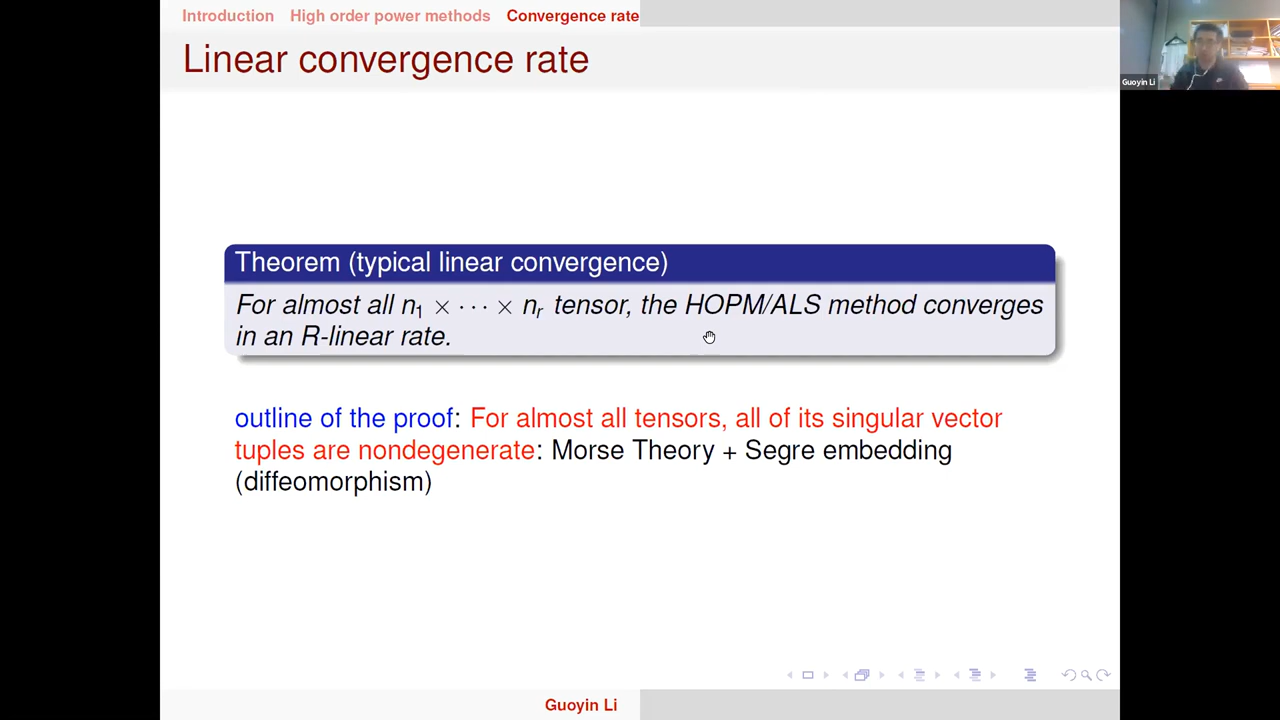 Introduction High order power methods Convergence rate
Linear convergence rate
Guoyin Li
Theorem (typical linear convergence)
For almost all n₁ × ⋯ × nᵣ tensor, the HOPM/ALS method converges
in an R-linear rate.
outline of the proof: For almost all tensors, all of its singular vector
tuples are nondegenerate: Morse Theory + Segre embedding
(diffeomorphism)
Guoyin Li